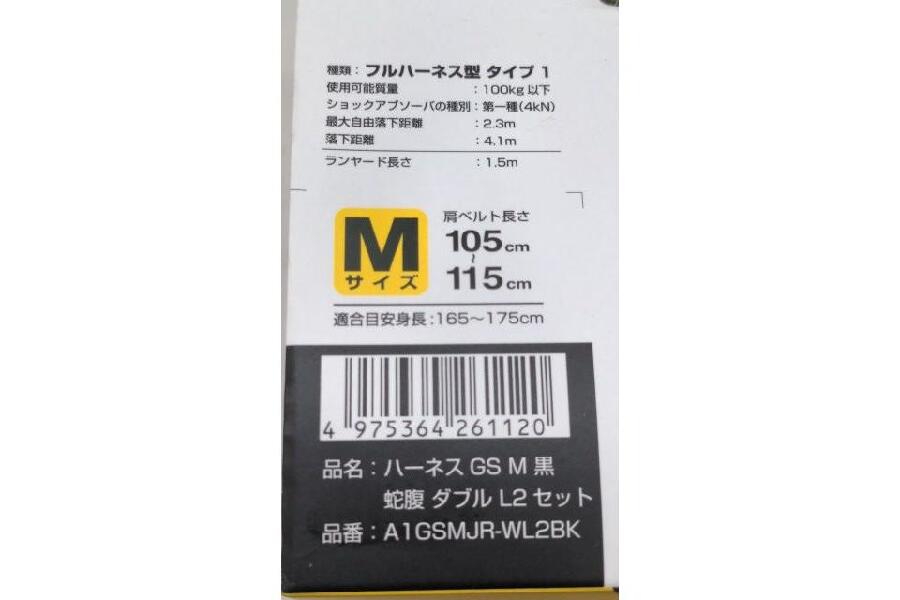 種類：フルハーネス型 タイプ 1
使用可能質量 ：100kg 以下
ショックアブソーバの種別：第一種(4kN)
最大自由落下距離 ：2.3m
落下距離 ：4.1m
ランヤード長さ ：1.5m
M
サイズ
肩ベルト長さ
105cm
～
115cm
適合目安身長：165～175cm
4 975364 261120
品名：ハーネス GS M 黒
蛇腹 ダブル L2 セット
品番：A1GSMJR-WL2BK